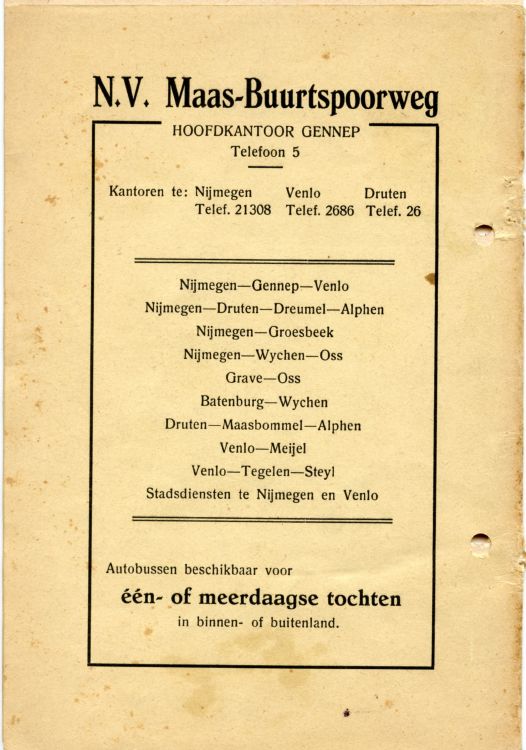 N.V. Maas-Buurtspoorweg
HOOFDKANTOOR GENNEP
Telefoon 5
Kantoren te: Nijmegen Venlo Druten
Telef. 21308 Telef. 2686 Telef. 26
Nijmegen—Gennep—Venlo
Nijmegen—Druten—Dreumel—Alphen
Nijmegen—Groesbeek
Nijmegen—Wychen—Oss
Grave—Oss
Batenburg—Wychen
Druten—Maasbommel—Alphen
Venlo—Meijel
Venlo—Tegelen—Steyl
Stadsdiensten te Nijmegen en Venlo
Autobussen beschikbaar voor
één- of meerdaagse tochten
in binnen- of buitenland.